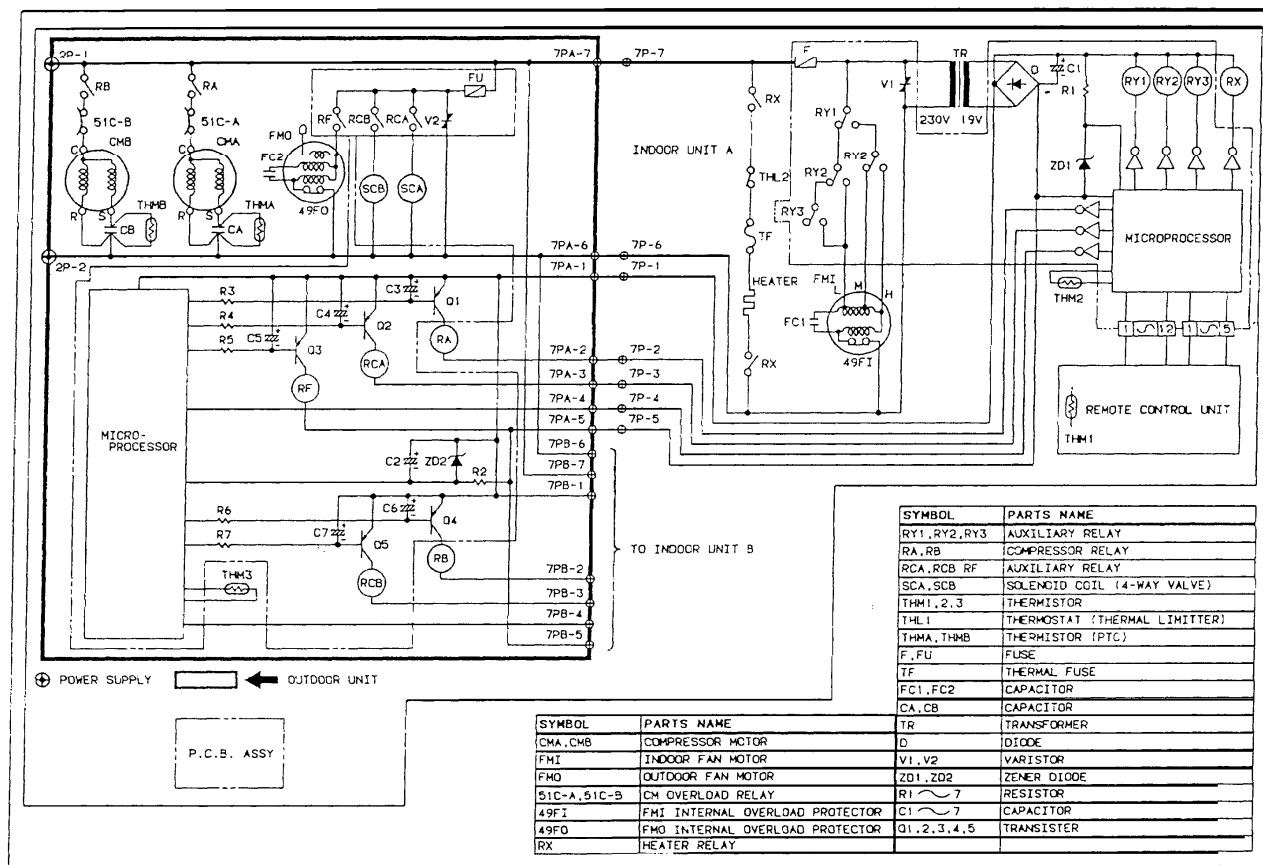 2P-1
7PA-7
7P-7
F
TR
D
C1
R1
RY1
RY2
RY3
RX
RB
RA
51C-B
51C-A
CMB
CMA
C
C
R
S
R
S
THMB
THMA
CB
CA
FMO
FC2
49FO
RF
RCB
RCA
V2
FU
SCB
SCA
INDOOR UNIT A
RX
THL2
TF
HEATER
RX
RY1
RY2
RY2
RY3
V1
230V
19V
ZD1
MICROPROCESSOR
THM2
1
12
1
5
REMOTE CONTROL UNIT
THM1
FMI
L
M
H
FC1
49FI
2P-2
7PA-6
7P-6
7PA-1
7P-1
7PA-2
7P-2
7PA-3
7P-3
7PA-4
7P-4
7PA-5
7P-5
7PB-6
7PB-7
7PB-1
7PB-2
7PB-3
7PB-4
7PB-5
TO INDOOR UNIT B
MICRO-
PROCESSOR
R3
R4
R5
C5
C4
C3
Q1
Q2
Q3
RA
RCA
RF
C2
ZD2
R2
R6
R7
C7
C6
Q4
Q5
RB
RCB
THM3
POWER SUPPLY
OUTDOOR UNIT
P.C.B. ASSY
SYMBOL PARTS NAME
CMA,CMB COMPRESSOR MOTOR
FMI INDOOR FAN MOTOR
FMO OUTDOOR FAN MOTOR
51C-A,51C-B CM OVERLOAD RELAY
49FI FMI INTERNAL OVERLOAD PROTECTOR
49FO FMO INTERNAL OVERLOAD PROTECTOR
RX HEATER RELAY
SYMBOL PARTS NAME
RY1,RY2,RY3 AUXILIARY RELAY
RA,RB COMPRESSOR RELAY
RCA,RCB RF AUXILIARY RELAY
SCA,SCB SOLENOID COIL (4-WAY VALVE)
THM1,2,3 THERMISTOR
THL1 THERMOSTAT (THERMAL LIMITTER)
THMA,THMB THERMISTOR (PTC)
F,FU FUSE
TF THERMAL FUSE
FC1,FC2 CAPACITOR
CA,CB CAPACITOR
TR TRANSFORMER
D DIODE
V1,V2 VARISTOR
ZD1,ZD2 ZENER DIODE
R1〜7 RESISTOR
C1〜7 CAPACITOR
Q1,2,3,4,5 TRANSISTER